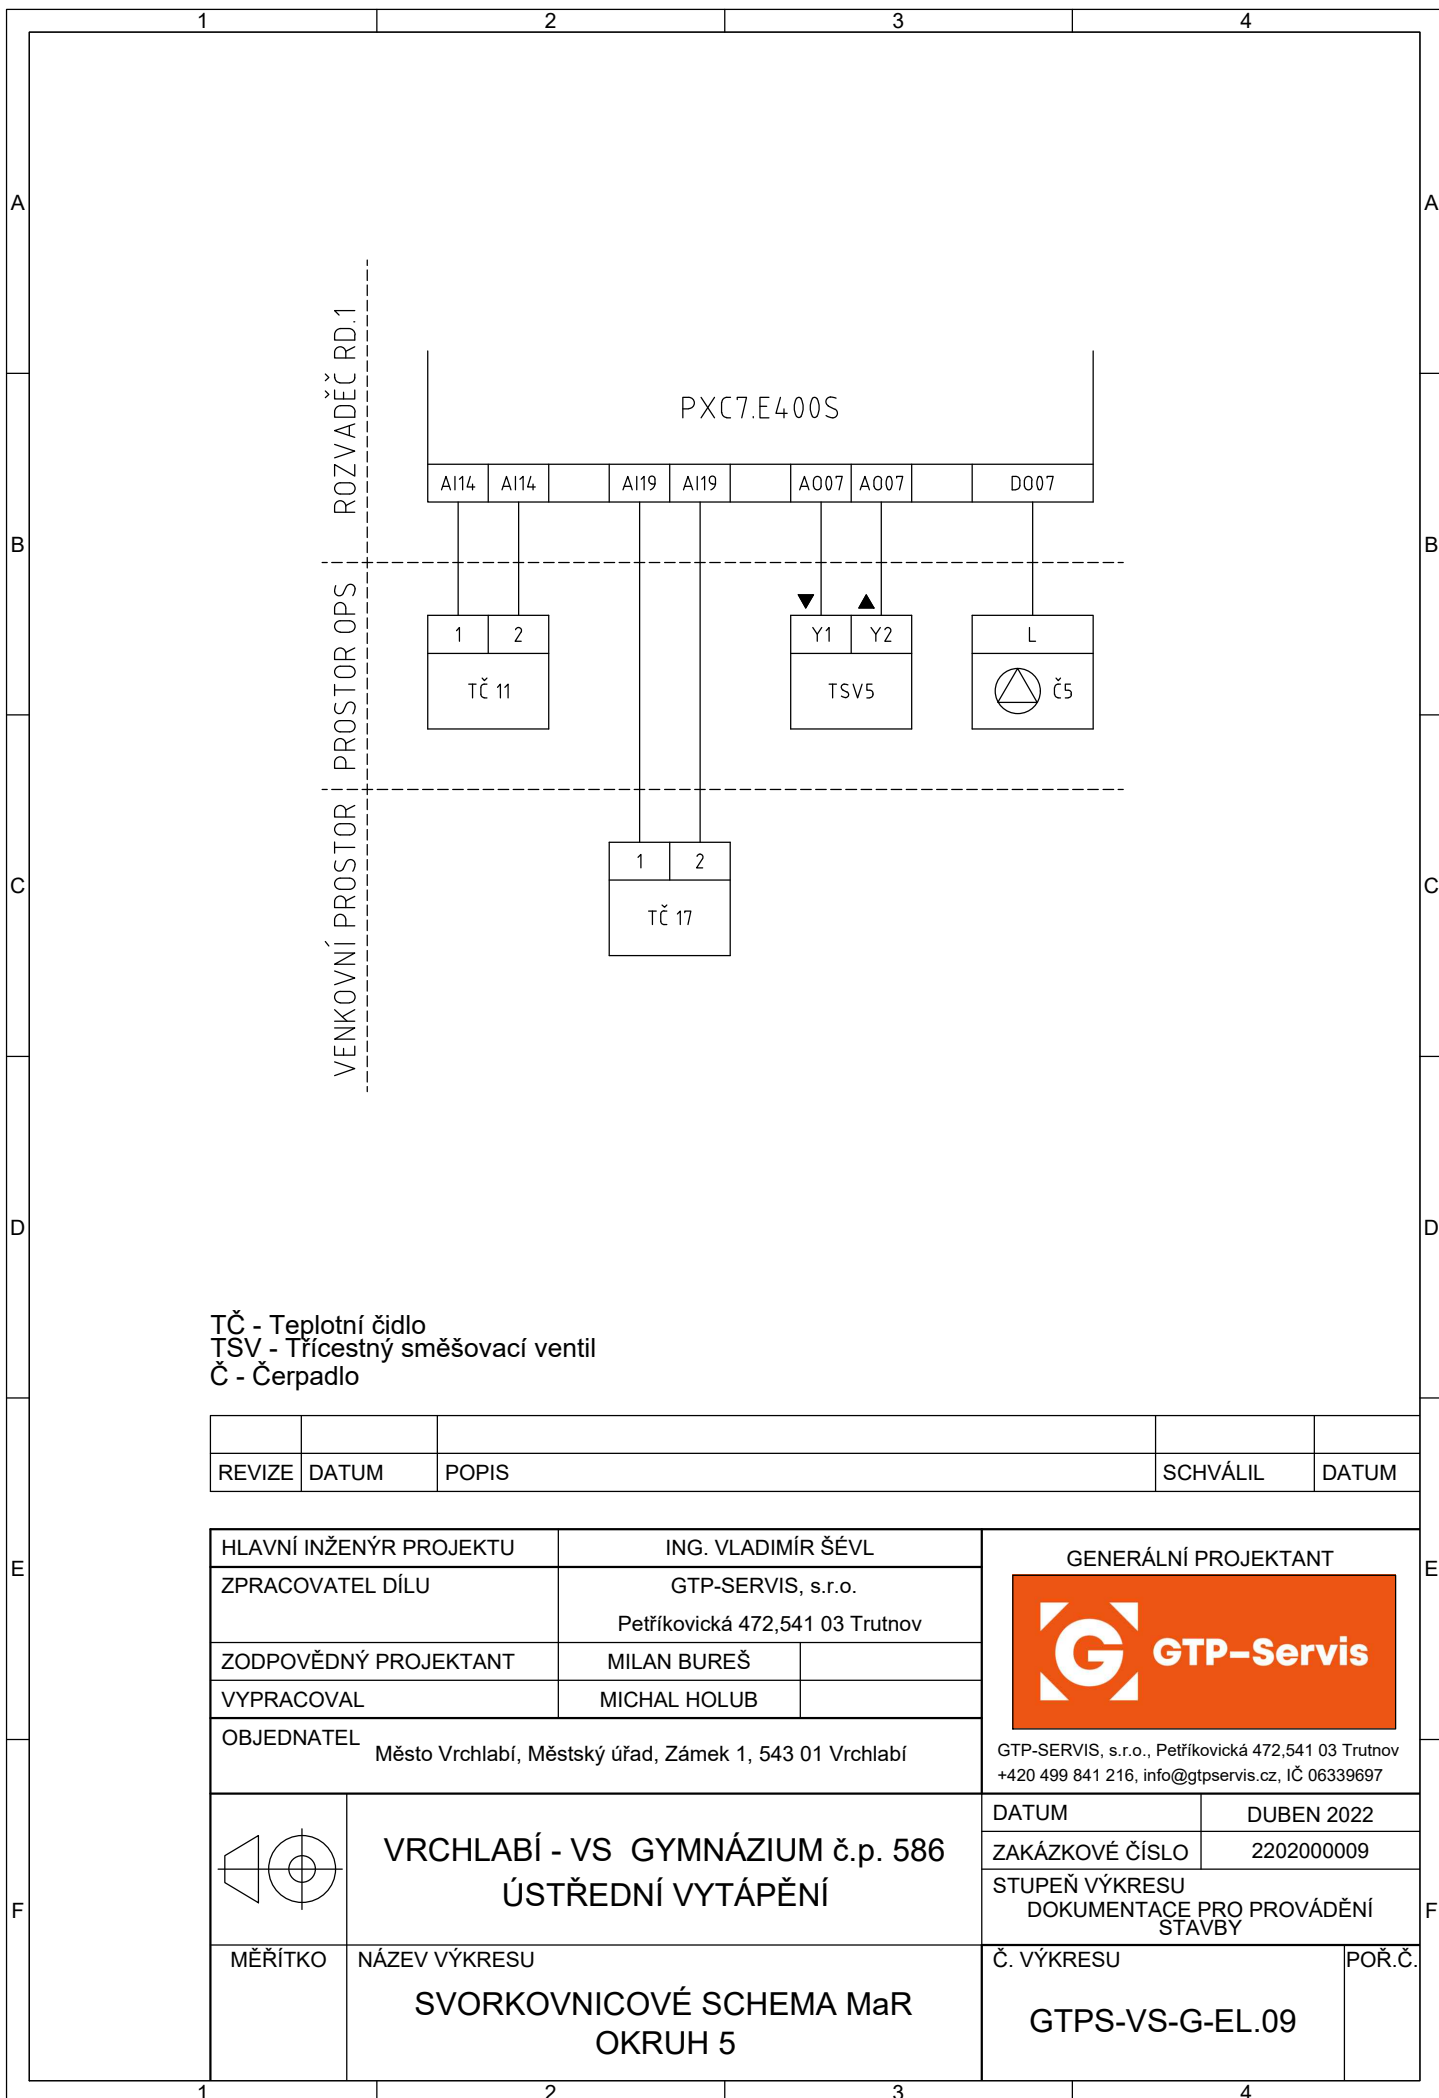 1 2 3 4
A A
B B
C C
D D
E E
F F
ROZVADĚČ RD.1
PROSTOR OPS
VENKOVNÍ PROSTOR
PXC7.E400S
AI14 AI14 AI19 AI19 AO07 AO07 DO07
1 2 Y1 Y2 L
TČ 11 TSV5 Č5
1 2
TČ 17
TČ - Teplotní čidlo
TSV - Třícestný směšovací ventil
Č - Čerpadlo
REVIZE DATUM POPIS SCHVÁLIL DATUM
HLAVNÍ INŽENÝR PROJEKTU ING. VLADIMÍR ŠÉVL
ZPRACOVATEL DÍLU GTP-SERVIS, s.r.o.
Petříkovická 472,541 03 Trutnov
ZODPOVĚDNÝ PROJEKTANT MILAN BUREŠ
VYPRACOVAL MICHAL HOLUB
OBJEDNATEL Město Vrchlabí, Městský úřad, Zámek 1, 543 01 Vrchlabí
GENERÁLNÍ PROJEKTANT
G GTP-Servis
GTP-SERVIS, s.r.o., Petříkovická 472,541 03 Trutnov
+420 499 841 216, info@gtpservis.cz, IČ 06339697
VRCHLABÍ - VS GYMNÁZIUM č.p. 586
ÚSTŘEDNÍ VYTÁPĚNÍ
DATUM DUBEN 2022
ZAKÁZKOVÉ ČÍSLO 2202000009
STUPEŇ VÝKRESU
DOKUMENTACE PRO PROVÁDĚNÍ
STAVBY
MĚŘÍTKO NÁZEV VÝKRESU
SVORKOVNICOVÉ SCHEMA MaR
OKRUH 5
Č. VÝKRESU POŘ.Č.
GTPS-VS-G-EL.09
1 2 3 4